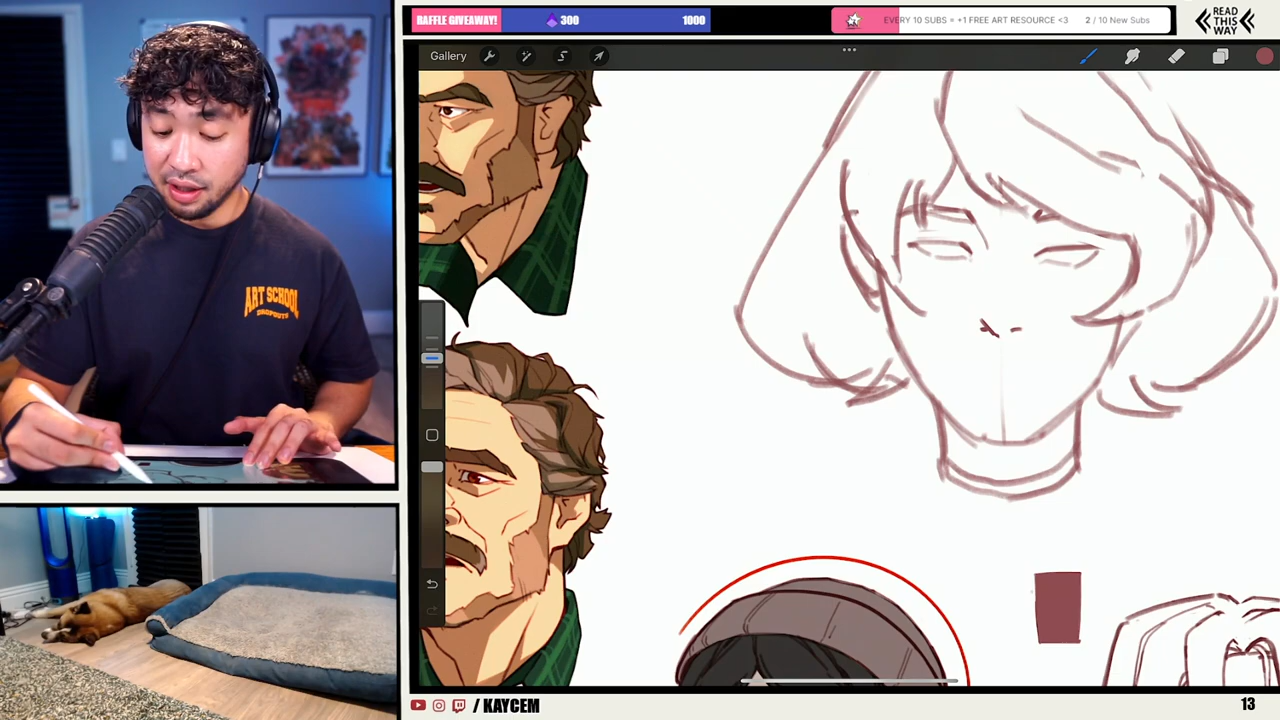 RAFFLE GIVEAWAY!
300
1000
EVERY 10 SUBS = +1 FREE ART RESOURCE <3
2 / 10 New Subs
READ
THIS
WAY
Gallery
ART SCHOOL
DROPOUTS
/ KAYCEM
13